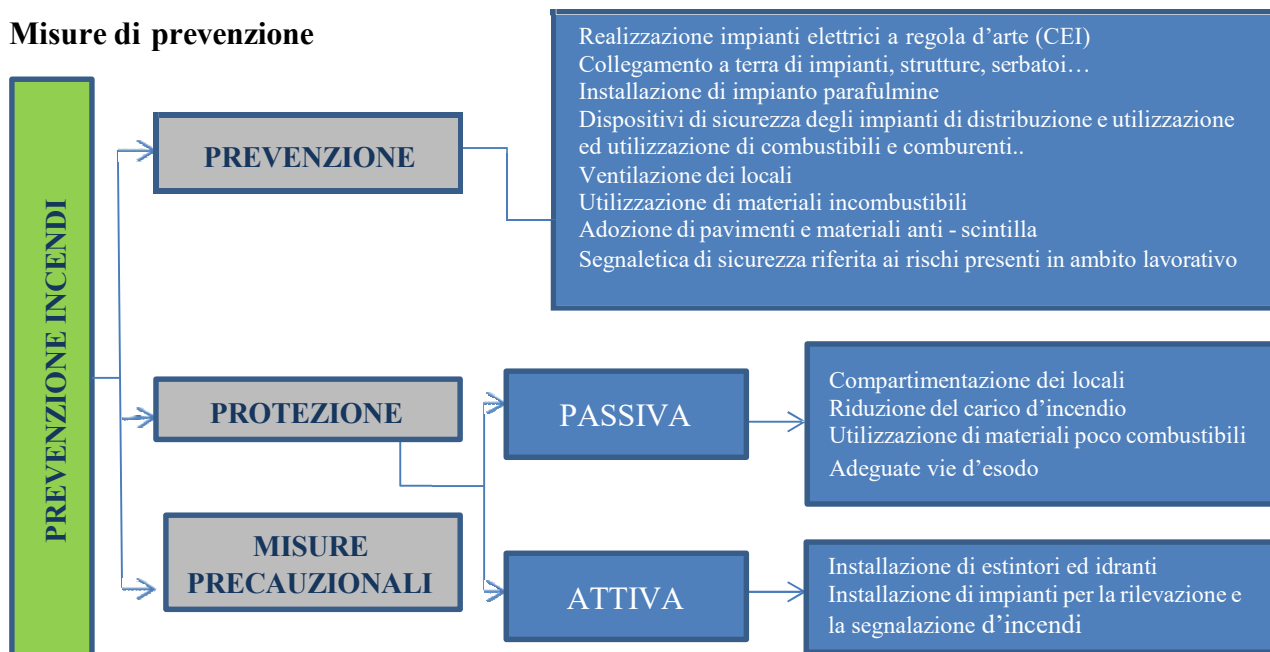 Misure di prevenzione
PREVENZIONE INCENDI
PREVENZIONE
Realizzazione impianti elettrici a regola d’arte (CEI)
Collegamento a terra di impianti, strutture, serbatoi…
Installazione di impianto parafulmine
Dispositivi di sicurezza degli impianti di distribuzione e utilizzazione
ed utilizzazione di combustibili e comburenti..
Ventilazione dei locali
Utilizzazione di materiali incombustibili
Adozione di pavimenti e materiali anti - scintilla
Segnaletica di sicurezza riferita ai rischi presenti in ambito lavorativo
PROTEZIONE
PASSIVA
Compartimentazione dei locali
Riduzione del carico d’incendio
Utilizzazione di materiali poco combustibili
Adeguate vie d’esodo
MISURE
PRECAUZIONALI
ATTIVA
Installazione di estintori ed idranti
Installazione di impianti per la rilevazione e
la segnalazione d’incendi